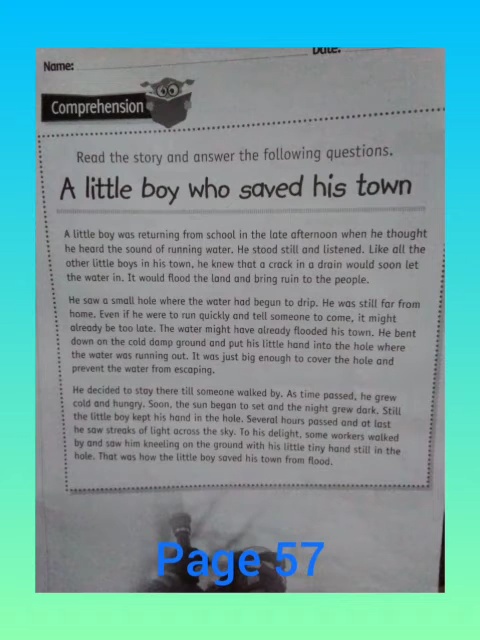 Date:
Name:
Comprehension
Read the story and answer the following questions.
A little boy who saved his town
A little boy was returning from school in the late afternoon when he thought
he heard the sound of running water. He stood still and listened. Like all the
other little boys in his town, he knew that a crack in a drain would soon let
the water in. It would flood the land and bring ruin to the people.
He saw a small hole where the water had begun to drip. He was still far from
home. Even if he were to run quickly and tell someone to come, it might
already be too late. The water might have already flooded his town. He bent
down on the cold damp ground and put his little hand into the hole where
the water was running out. It was just big enough to cover the hole and
prevent the water from escaping.
He decided to stay there till someone walked by. As time passed, he grew
cold and hungry. Soon, the sun began to set and the night grew dark. Still
the little boy kept his hand in the hole. Several hours passed and at last
he saw streaks of light across the sky. To his delight, some workers walked
by and saw him kneeling on the ground with his little tiny hand still in the
hole. That was how the little boy saved his town from flood.
Page 57